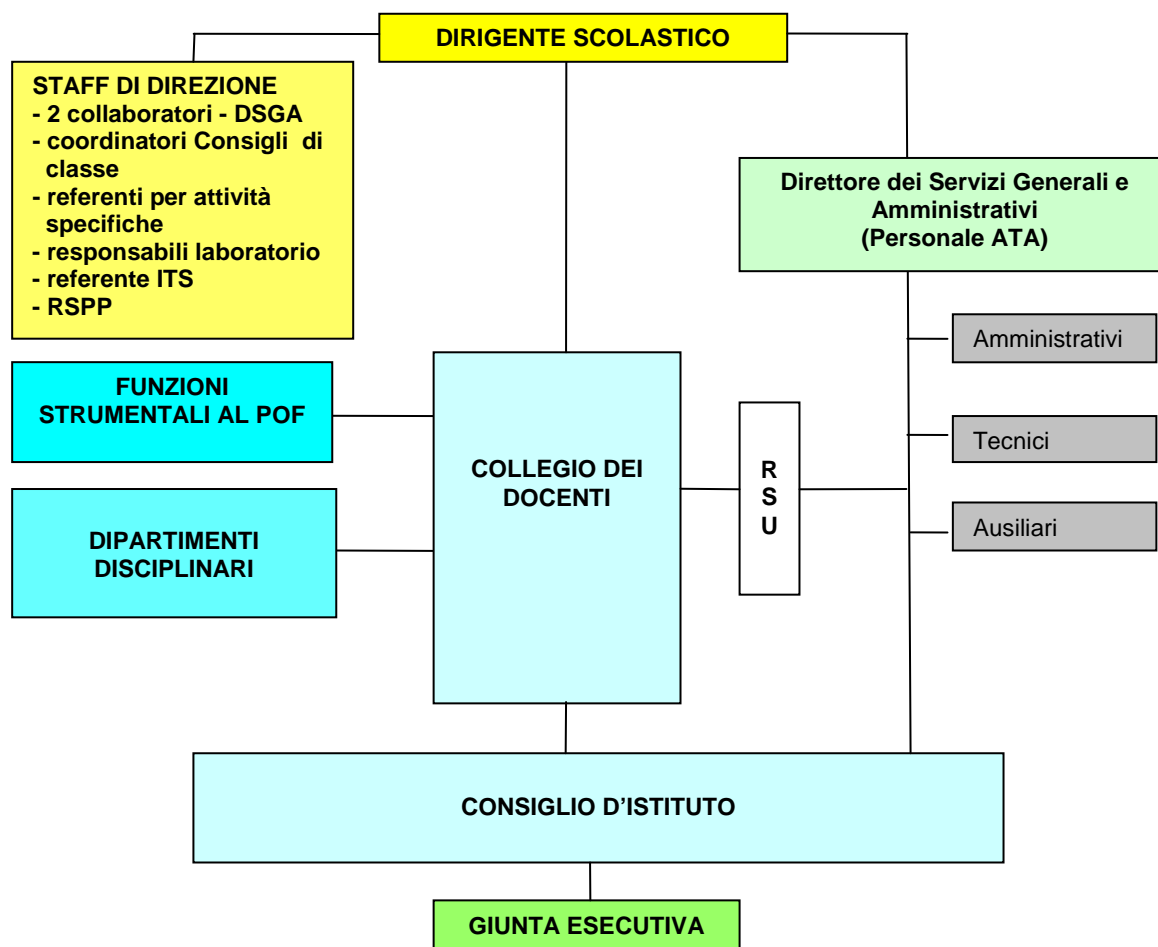 DIRIGENTE SCOLASTICO
STAFF DI DIREZIONE
- 2 collaboratori - DSGA
- coordinatori Consigli di
classe
- referenti per attività
specifiche
- responsabili laboratorio
- referente ITS
- RSPP
Direttore dei Servizi Generali e
Amministrativi
(Personale ATA)
Amministrativi
FUNZIONI
STRUMENTALI AL POF
COLLEGIO DEI
DOCENTI
R
S
U
Tecnici
DIPARTIMENTI
DISCIPLINARI
Ausiliari
CONSIGLIO D’ISTITUTO
GIUNTA ESECUTIVA